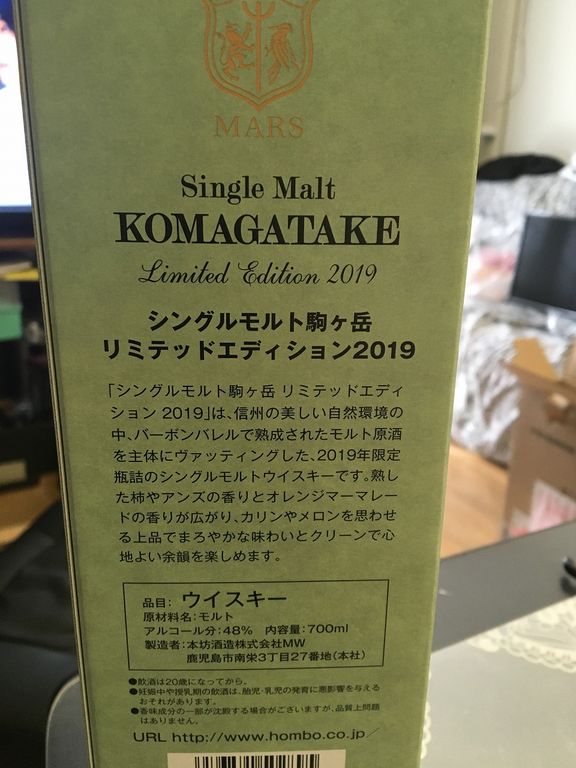 MARS
Single Malt
KOMAGATAKE
Limited Edition 2019
シングルモルト駒ヶ岳
リミテッドエディション2019
「シングルモルト駒ヶ岳 リミテッドエディ
ション 2019」は、信州の美しい自然環境の
中、バーボンバレルで熟成されたモルト原酒
を主体にヴァッティングした、2019年限定
瓶詰のシングルモルトウイスキーです。熟し
た柿やアンズの香りとオレンジマーマレー
ドの香りが広がり、カリンやメロンを思わせ
る上品でまろやかな味わいとクリーンで心
地よい余韻を楽しめます。
品目: ウイスキー
原材料名:モルト
アルコール分:48% 内容量:700ml
製造者:本坊酒造株式会社MW
鹿児島市南栄3丁目27番地(本社)
●飲酒は20歳になってから。
●妊娠中や授乳期の飲酒は、胎児・乳児の発育に悪影響を与える
おそれがあります。
●香味成分の一部が沈殿する場合がございますが、品質上問題
はありません。
URL http://www.hombo.co.jp/